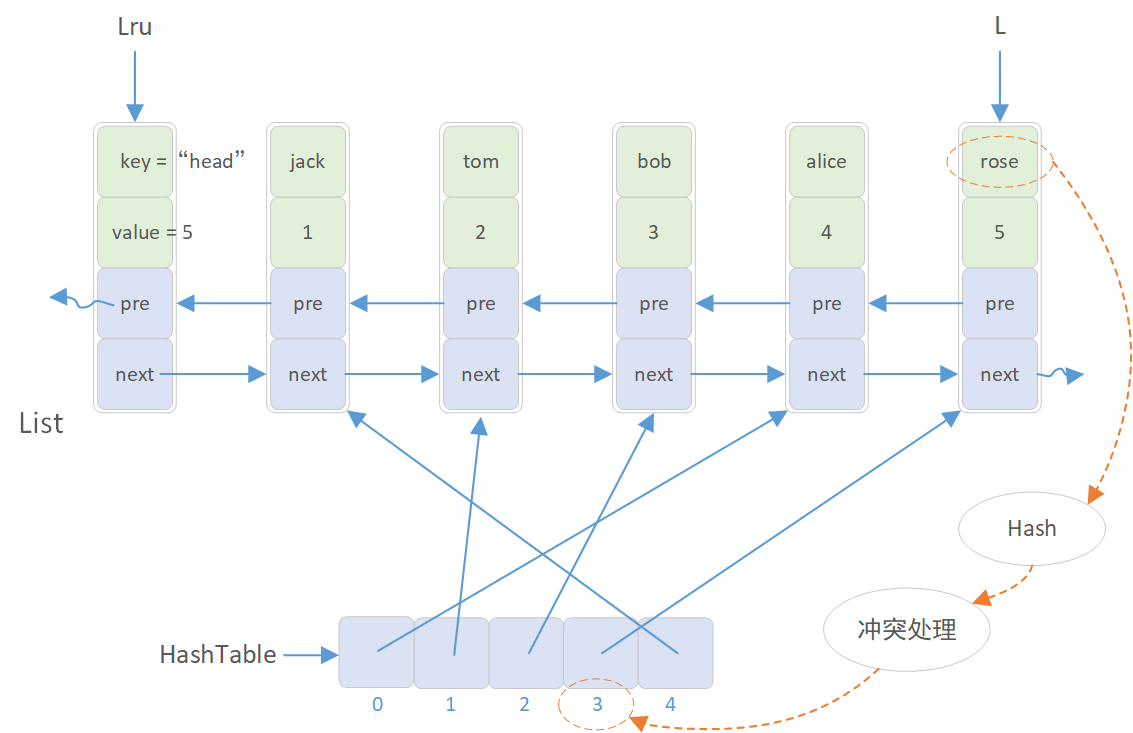 Lru L
key = “head” jack tom bob alice rose
value = 5 1 2 3 4 5
pre pre pre pre pre pre
next next next next next next
List
Hash
冲突处理
HashTable
0 1 2 3 4